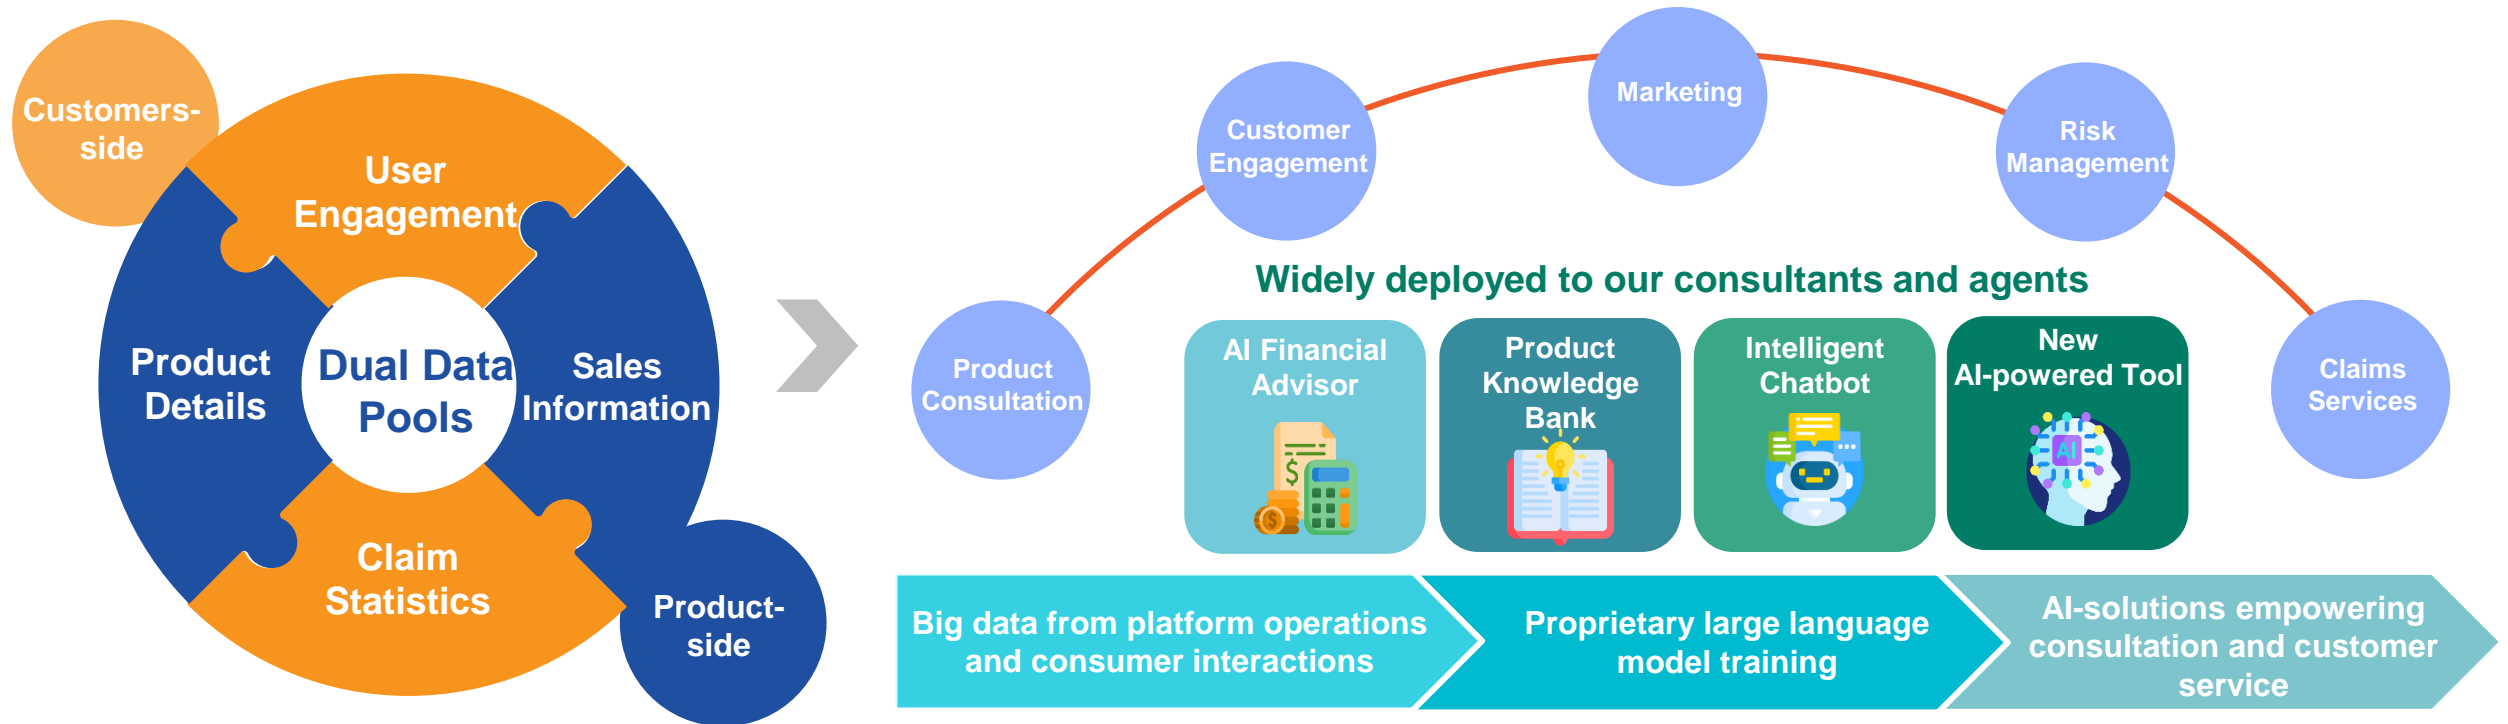 Customers-
side
User
Engagement
Product
Details
Dual Data
Pools
Sales
Information
Claim
Statistics
Product-
side
Product
Consultation
Customer
Engagement
Marketing
Risk
Management
Claims
Services
Widely deployed to our consultants and agents
AI Financial
Advisor
Product
Knowledge
Bank
Intelligent
Chatbot
New
AI-powered Tool
AI
Big data from platform operations
and consumer interactions
Proprietary large language
model training
AI-solutions empowering
consultation and customer
service